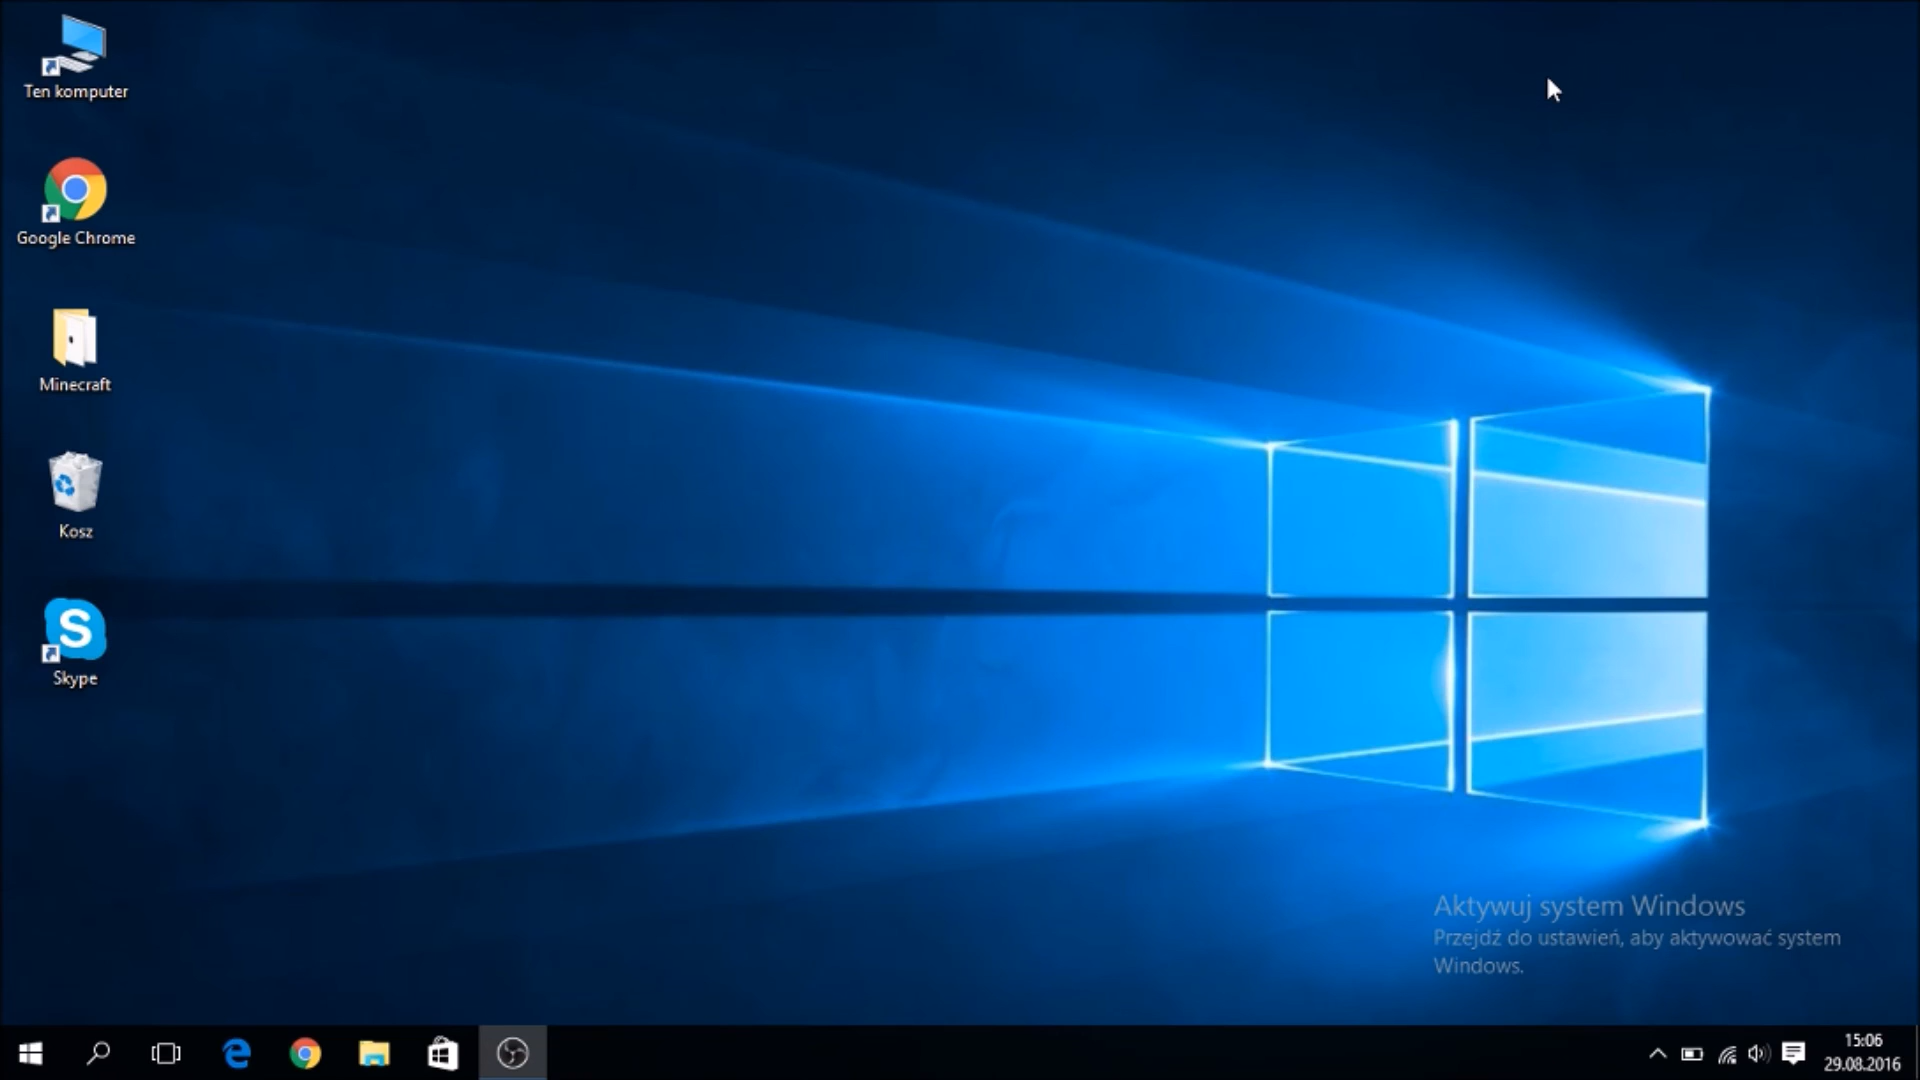 Ten komputer
Google Chrome
Minecraft
Kosz
S
Skype
Aktywuj system Windows
Przejdź do ustawień, aby aktywować system
Windows.
15:06
29.08.2016